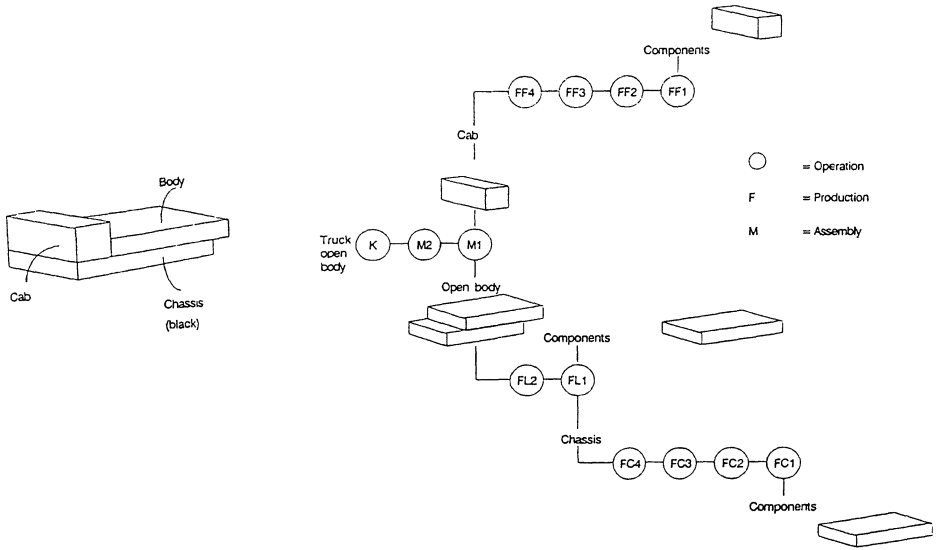 Components
FF4
FF3
FF2
FF1
Cab
= Operation
F = Production
M = Assembly
Body
Cab
Chassis
(black)
Truck
open
body
K
M2
M1
Open body
Components
FL2
FL1
Chassis
FC4
FC3
FC2
FC1
Components